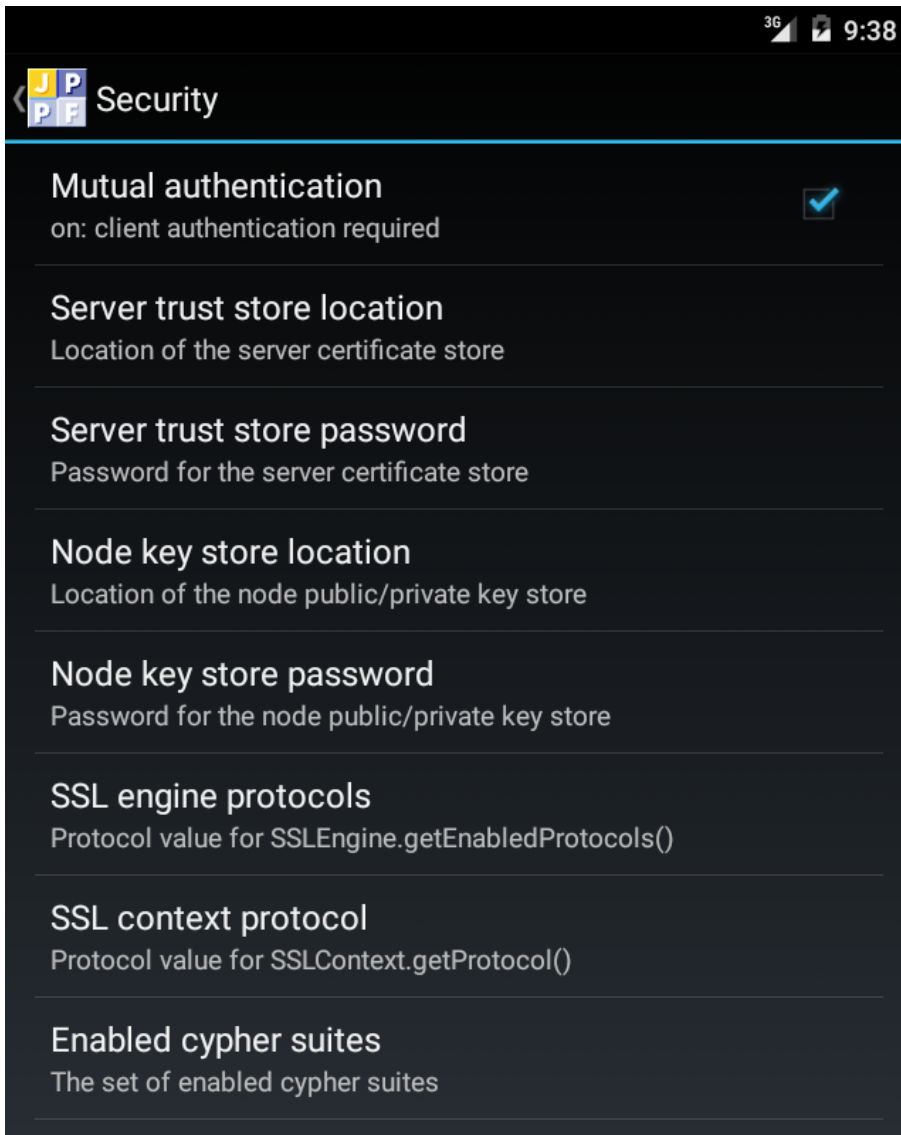 3G 9:38
JP
PF
Security
Mutual authentication
on: client authentication required
Server trust store location
Location of the server certificate store
Server trust store password
Password for the server certificate store
Node key store location
Location of the node public/private key store
Node key store password
Password for the node public/private key store
SSL engine protocols
Protocol value for SSLEngine.getEnabledProtocols()
SSL context protocol
Protocol value for SSLContext.getProtocol()
Enabled cypher suites
The set of enabled cypher suites